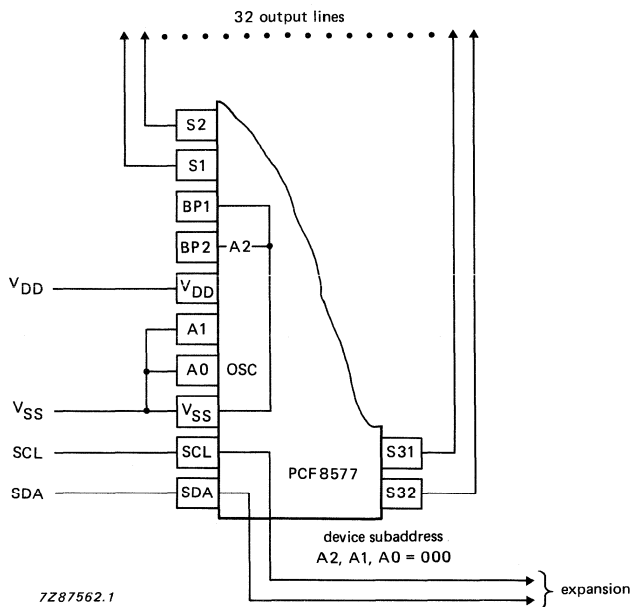 32 output lines
S2
S1
BP1
BP2 A2
VDD VDD
A1
A0 OSC
VSS VSS
SCL SCL S31
PCF8577
SDA SDA S32
device subaddress
A2, A1, A0 = 000
expansion
7Z87562.1